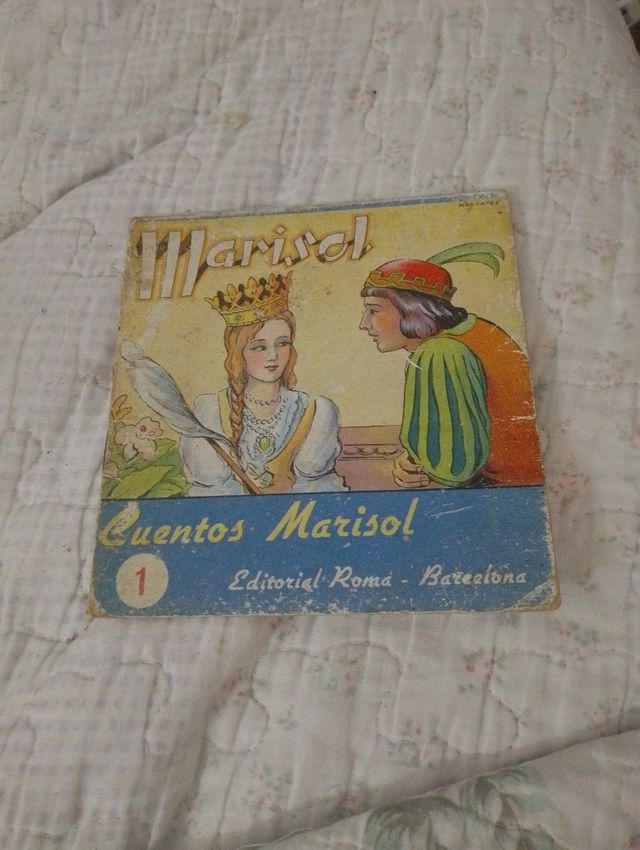 Marisol
Cuentos Marisol
1
Editorial Roma - Barcelona